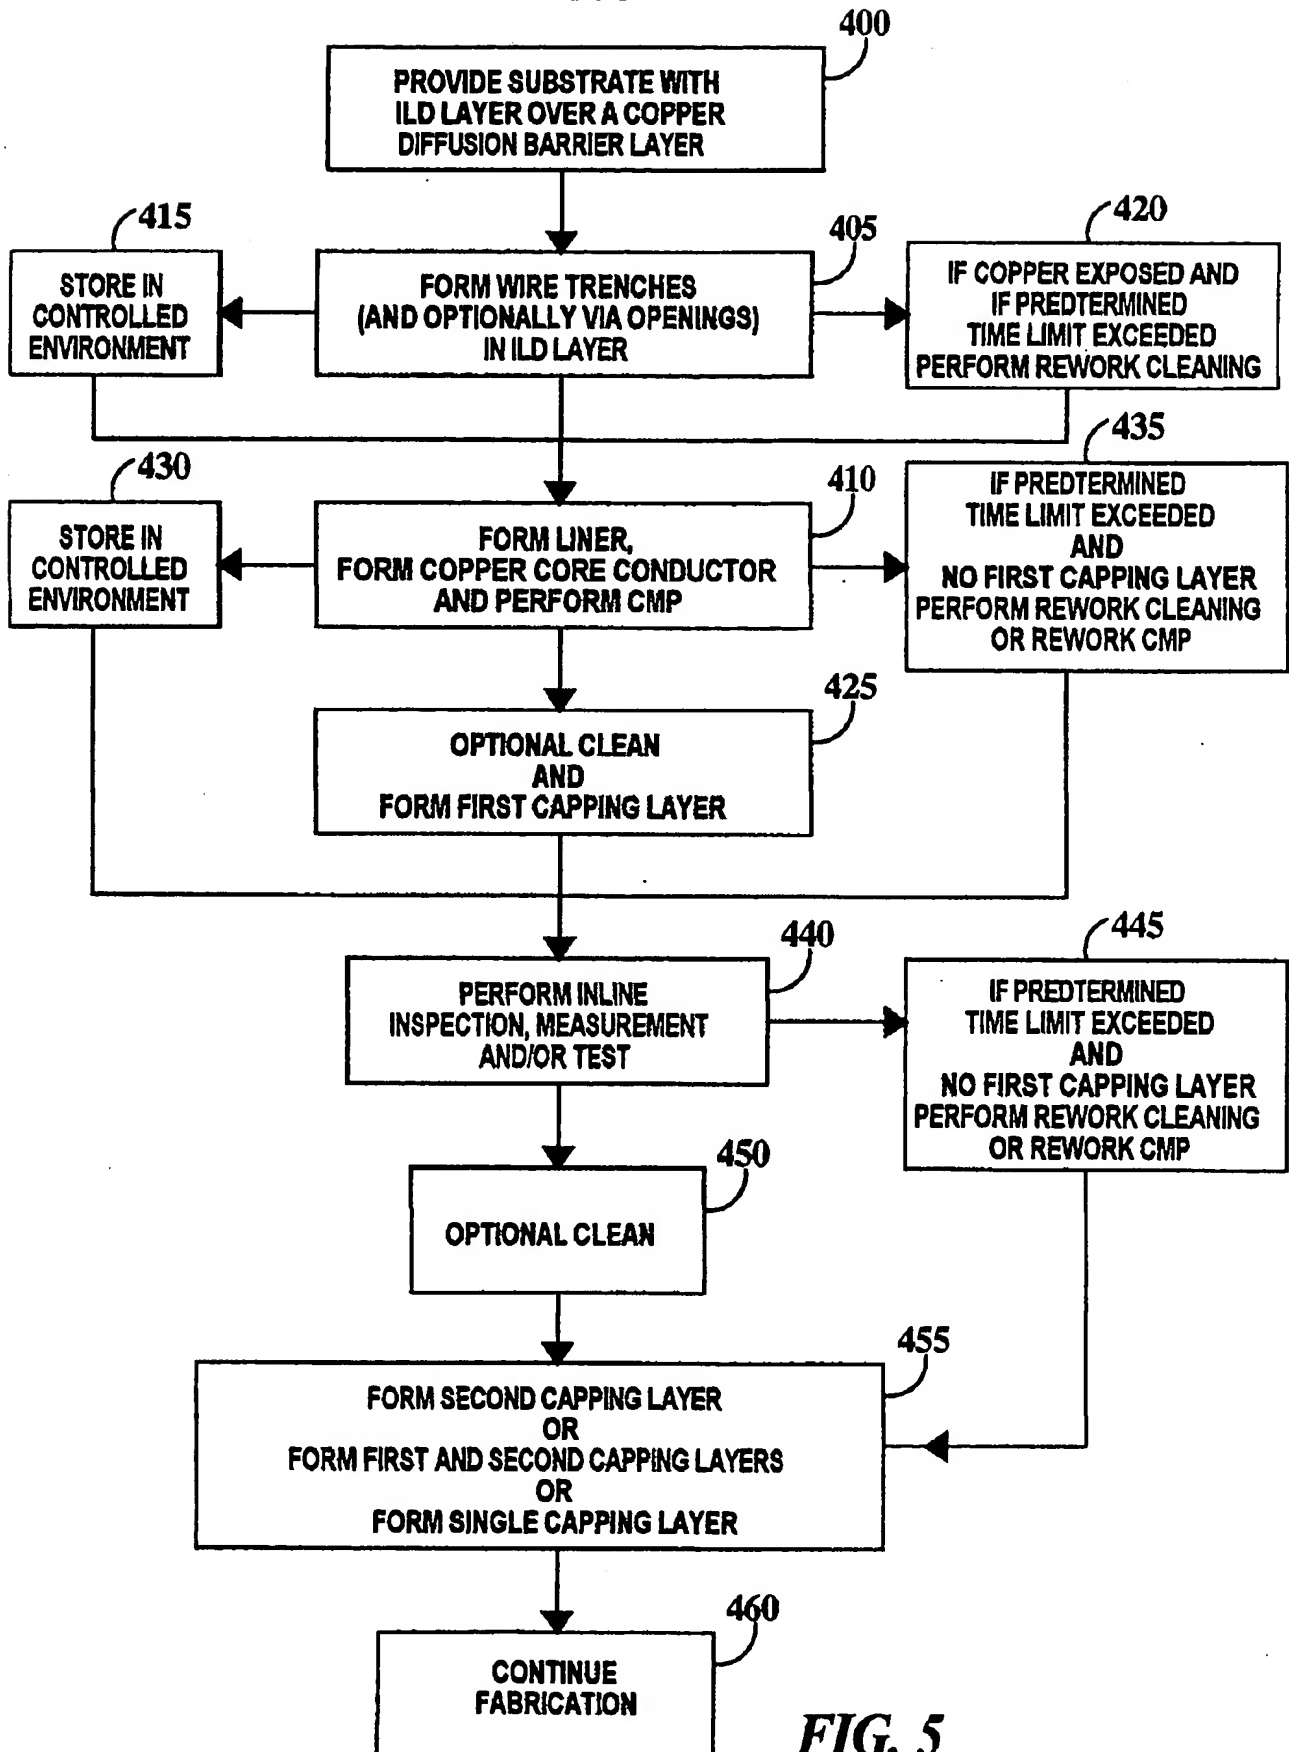 400
PROVIDE SUBSTRATE WITH
ILD LAYER OVER A COPPER
DIFFUSION BARRIER LAYER
415
STORE IN
CONTROLLED
ENVIRONMENT
405
FORM WIRE TRENCHES
(AND OPTIONALLY VIA OPENINGS)
IN ILD LAYER
420
IF COPPER EXPOSED AND
IF PREDTERMINED
TIME LIMIT EXCEEDED
PERFORM REWORK CLEANING
430
STORE IN
CONTROLLED
ENVIRONMENT
410
FORM LINER,
FORM COPPER CORE CONDUCTOR
AND PERFORM CMP
435
IF PREDTERMINED
TIME LIMIT EXCEEDED
AND
NO FIRST CAPPING LAYER
PERFORM REWORK CLEANING
OR REWORK CMP
425
OPTIONAL CLEAN
AND
FORM FIRST CAPPING LAYER
440
PERFORM INLINE
INSPECTION, MEASUREMENT
AND/OR TEST
445
IF PREDTERMINED
TIME LIMIT EXCEEDED
AND
NO FIRST CAPPING LAYER
PERFORM REWORK CLEANING
OR REWORK CMP
450
OPTIONAL CLEAN
455
FORM SECOND CAPPING LAYER
OR
FORM FIRST AND SECOND CAPPING LAYERS
OR
FORM SINGLE CAPPING LAYER
460
CONTINUE
FABRICATION
FIG. 5